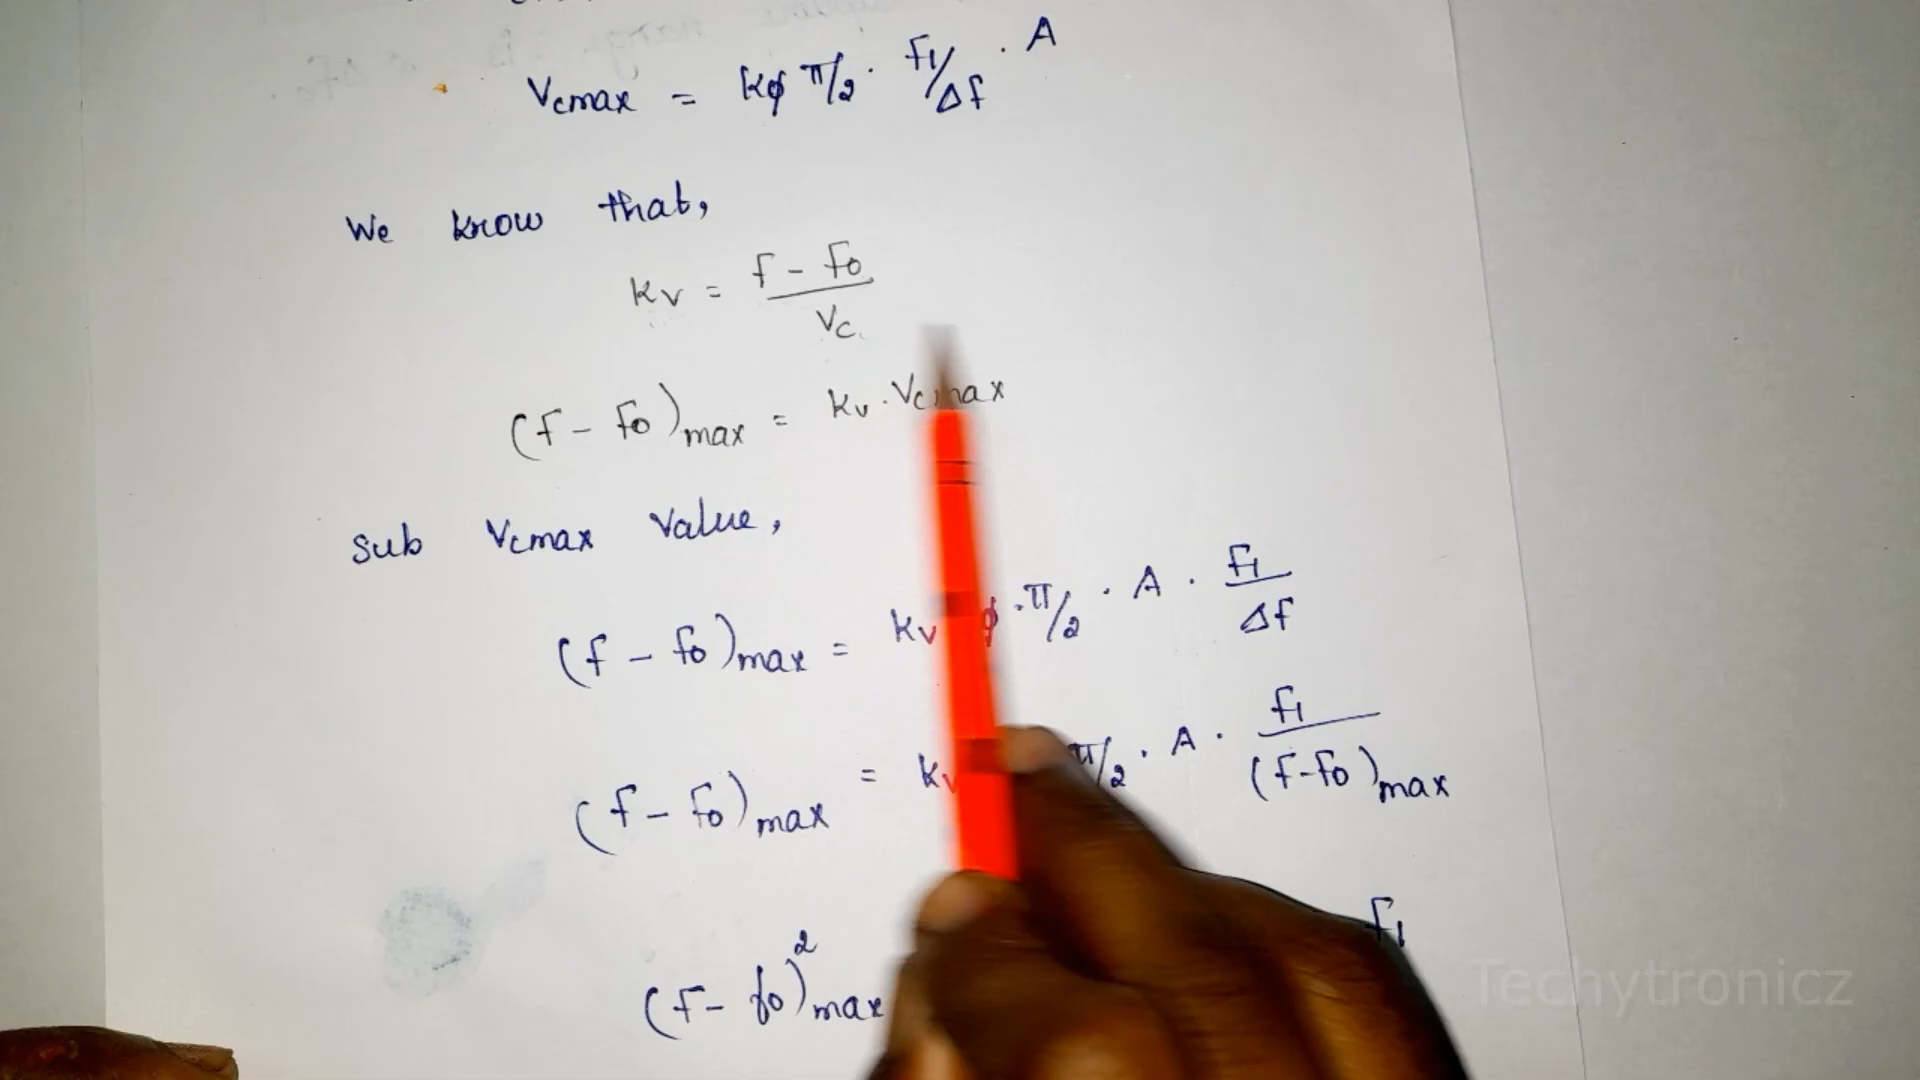 Vcmax = Kϕ π/2 · f1/Δf · A
We know that,
Kv = f - fo / Vc
(f - fo)max = Kv · Vcmax
Sub Vcmax Value,
(f - fo)max = Kv ϕ · π/2 · A · f1/Δf
(f - fo)max = Kv π/2 · A · f1/(f-fo)max
(f - fo)²max f1
Techytronicz